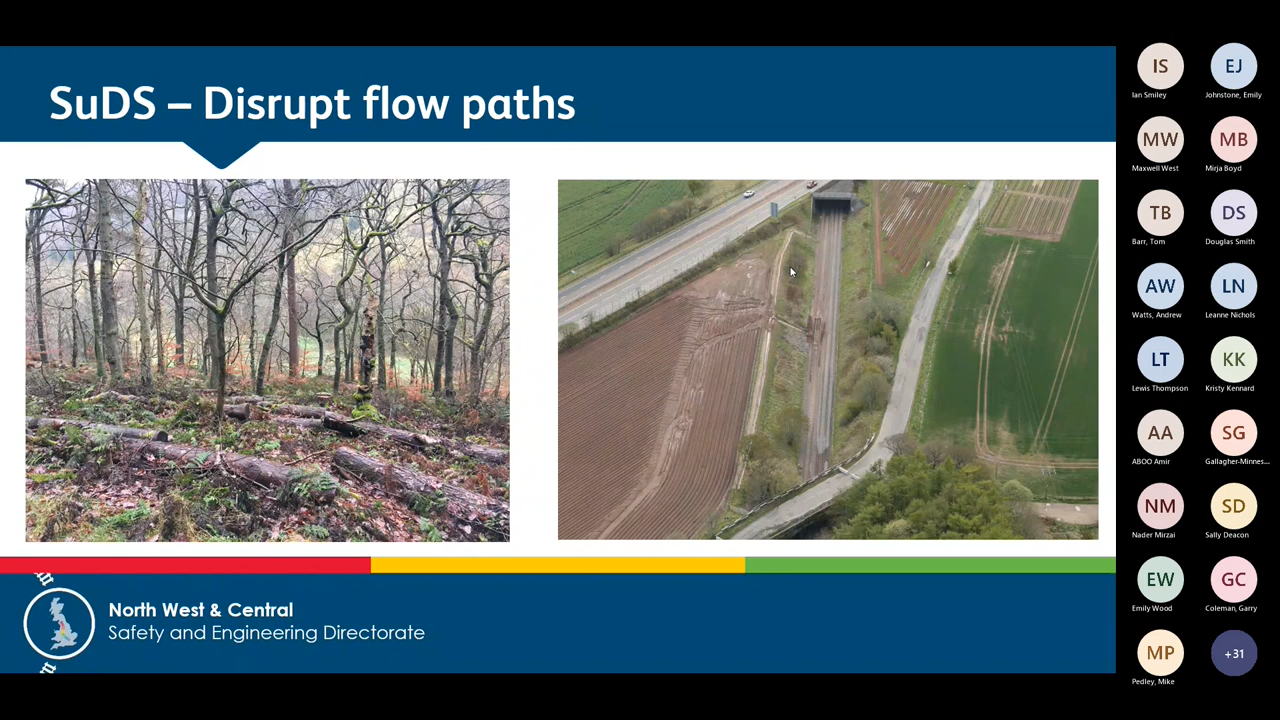 SuDS – Disrupt flow paths
North West & Central
Safety and Engineering Directorate
IS
Ian Smiley
EJ
Johnstone, Emily
MW
Maxwell West
MB
Mirja Boyd
TB
Barr, Tom
DS
Douglas Smith
AW
Watts, Andrew
LN
Leanne Nichols
LT
Lewis Thompson
KK
Kristy Kennard
AA
ABOO Amir
SG
Gallagher-Minnes...
NM
Nader Mirzai
SD
Sally Deacon
EW
Emily Wood
GC
Coleman, Garry
MP
Pedley, Mike
+31